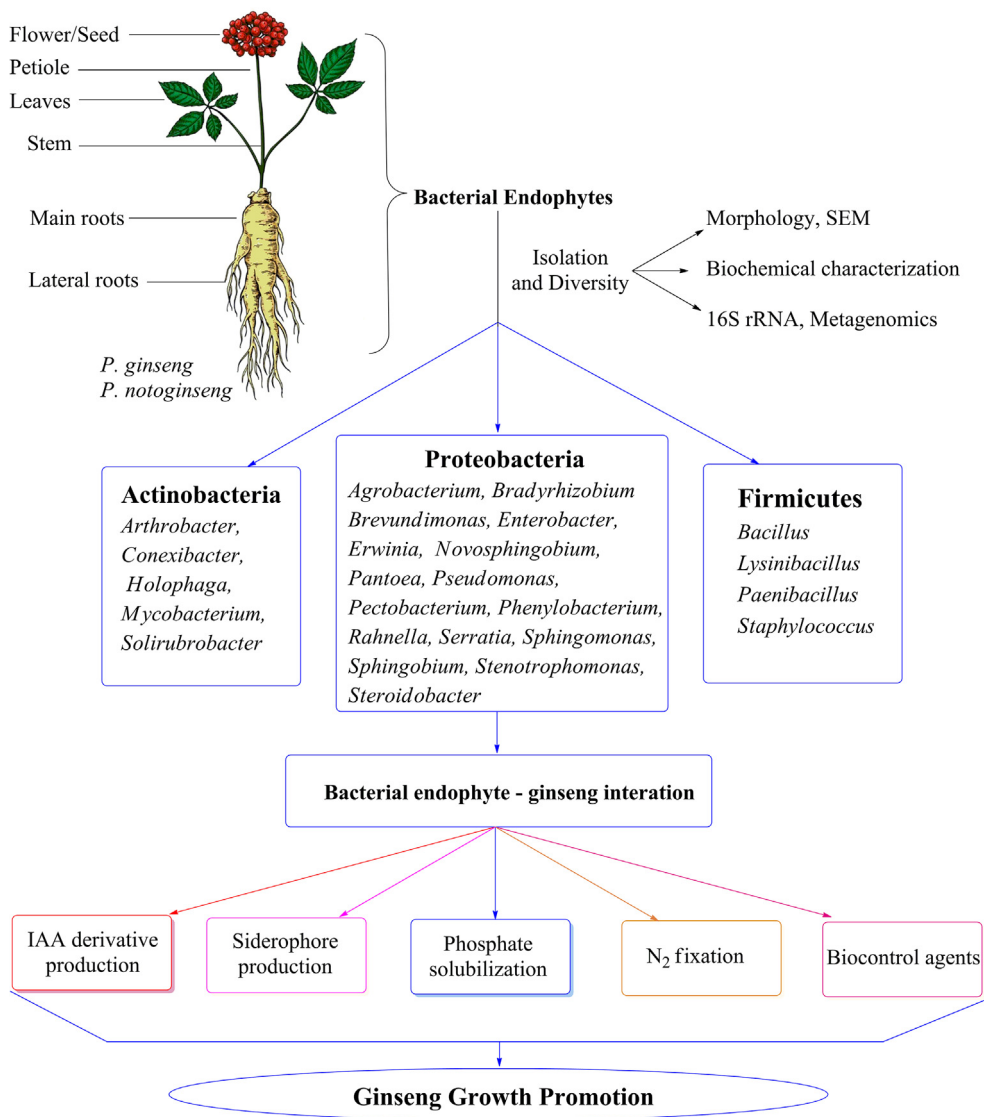 Flower/Seed
Petiole
Leaves
Stem
Main roots
Lateral roots
P. ginseng
P. notoginseng
Bacterial Endophytes
Isolation
and Diversity
Morphology, SEM
Biochemical characterization
16S rRNA, Metagenomics
Actinobacteria
Arthrobacter,
Conexibacter,
Holophaga,
Mycobacterium,
Solirubrobacter
Proteobacteria
Agrobacterium, Bradyrhizobium
Brevundimonas, Enterobacter,
Erwinia, Novosphingobium,
Pantoea, Pseudomonas,
Pectobacterium, Phenylobacterium,
Rahnella, Serratia, Sphingomonas,
Sphingobium, Stenotrophomonas,
Steroidobacter
Firmicutes
Bacillus
Lysinibacillus
Paenibacillus
Staphylococcus
Bacterial endophyte - ginseng interation
IAA derivative
production
Siderophore
production
Phosphate
solubilization
N₂ fixation
Biocontrol agents
Ginseng Growth Promotion